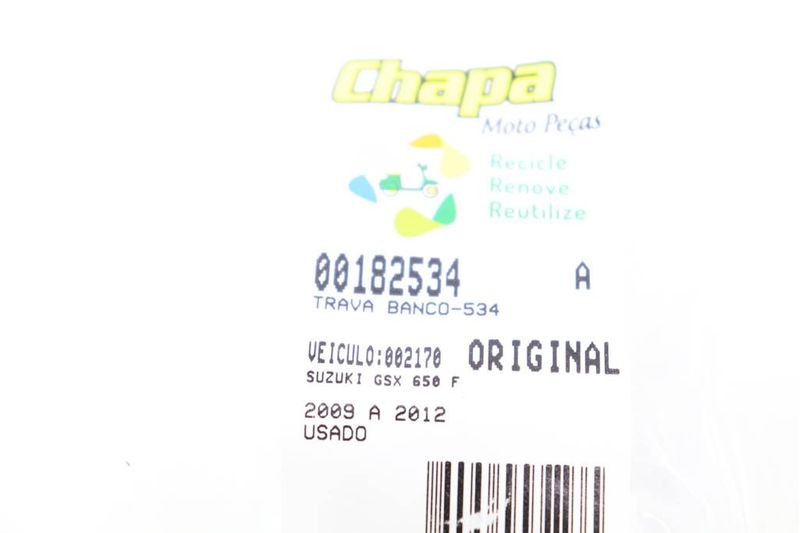 Chapa
Moto Peças
Recicle
Renove
Reutilize
00182534 A
TRAVA BANCO-534
VEICULO:002170 ORIGINAL
SUZUKI GSX 650 F
2009 A 2012
USADO